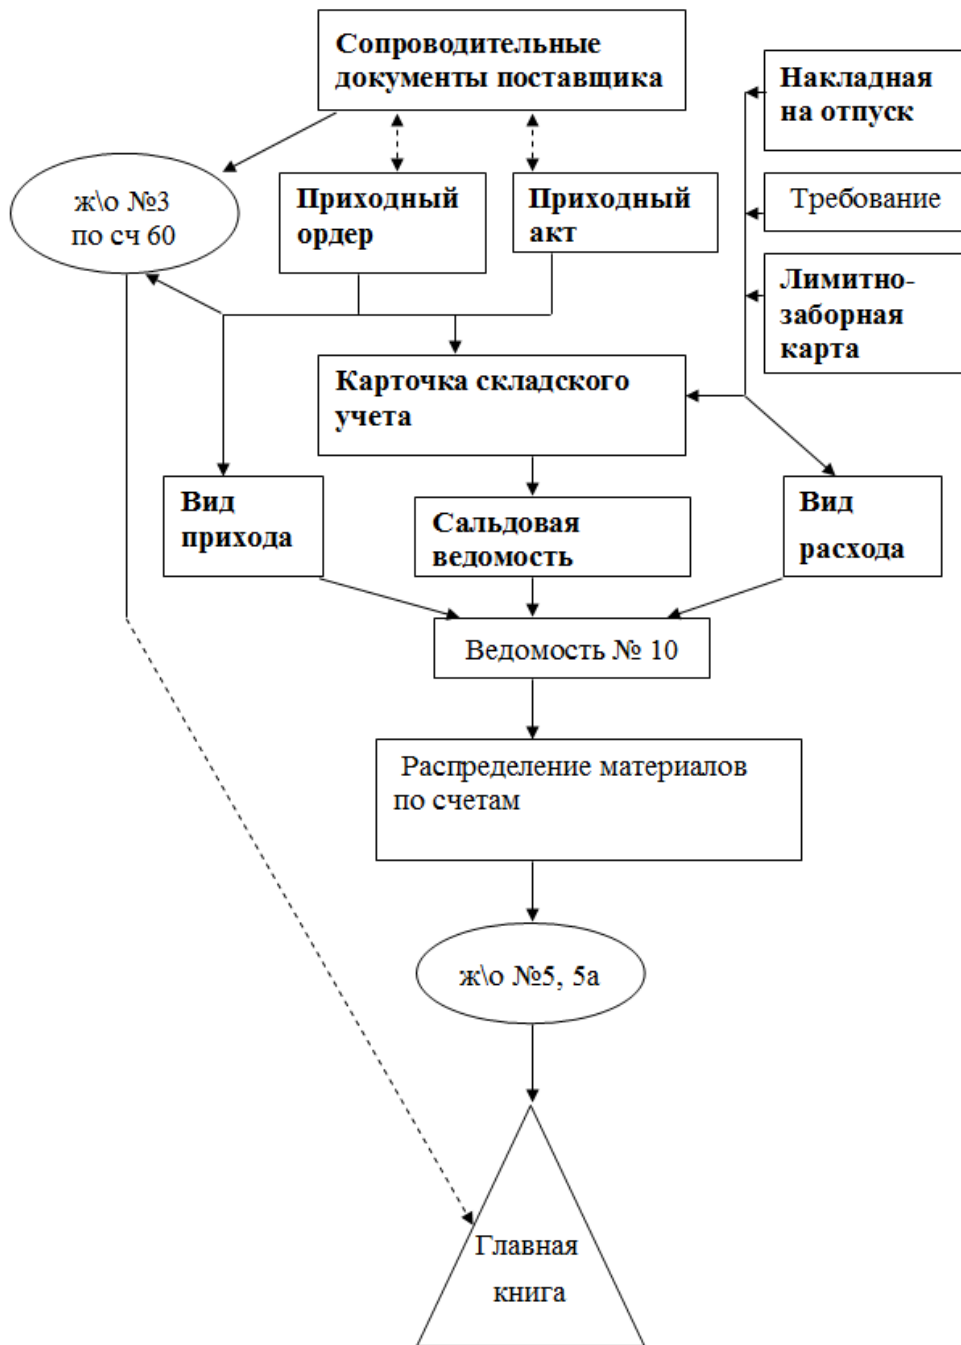 Сопроводительные
документы поставщика
Накладная
на отпуск
ж\о №3
по сч 60
Приходный
ордер
Приходный
акт
Требование
Лимитно-
заборная
карта
Карточка складского
учета
Вид
прихода
Сальдовая
ведомость
Вид
расхода
Ведомость № 10
Распределение материалов
по счетам
ж\о №5, 5а
Главная
книга